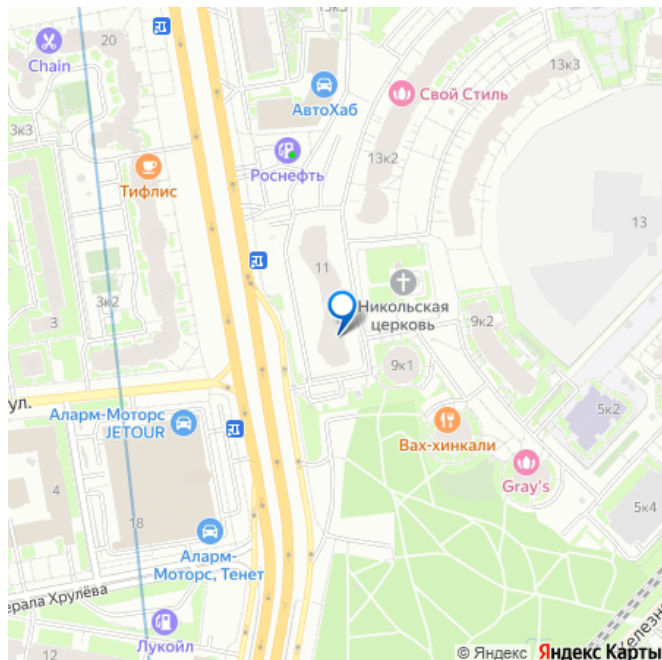 20
Chain
3к3
АвтоХаб
Свой Стиль
13к3
13к2
Роснефть
Тифлис
13
11
3к2
3
Никольская
церковь
9к2
9к1
ул.
Аларм-Моторс
JETOUR
5к2
Вах-хинкали
Gray's
4
18
5к4
Аларм-
Моторс, Тенет
ерала Хрулёва
Лукойл
12
Железно
© Яндекс Яндекс Карты